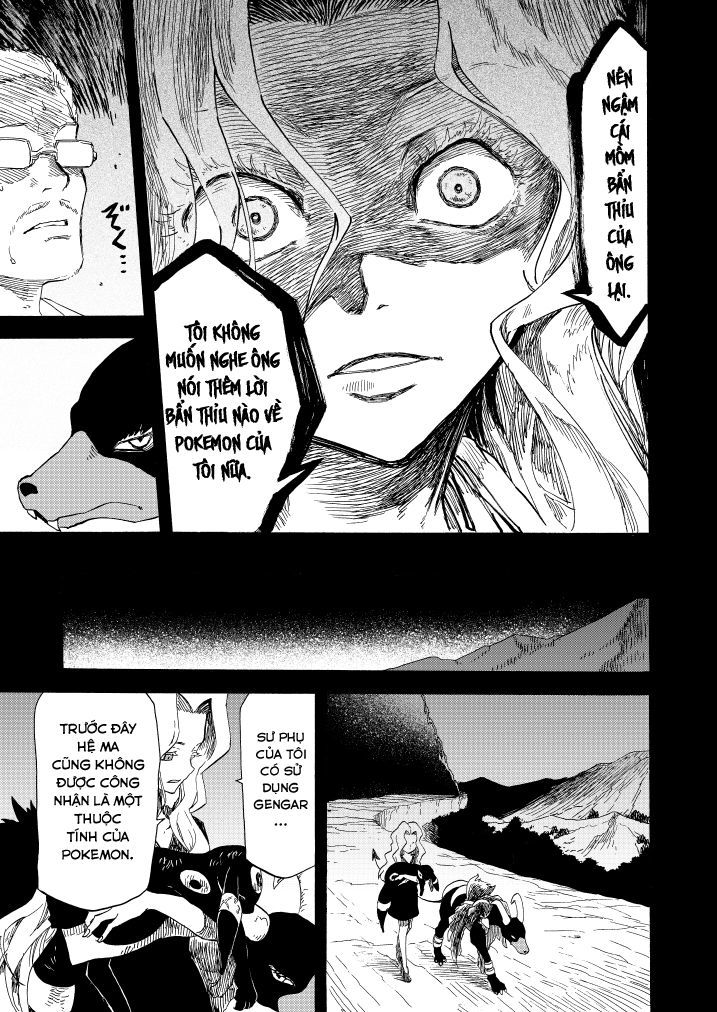 NÊN
NGẬM
CÁI
MỒM
BẨN
THỈU
CỦA
ÔNG
LẠI.
ぞく…
TÔI KHÔNG
MUỐN NGHE ÔNG
NÓI THÊM LỜI
BẨN THỈU NÀO VỀ
POKEMON CỦA
TÔI NỮA.
SƯ PHỤ
CỦA TÔI
CÓ SỬ
DỤNG
GENGAR
...
TRƯỚC ĐÂY
HỆ MA
CŨNG KHÔNG
ĐƯỢC CÔNG
NHẬN LÀ MỘT
THUỘC
TÍNH CỦA
POKEMON.